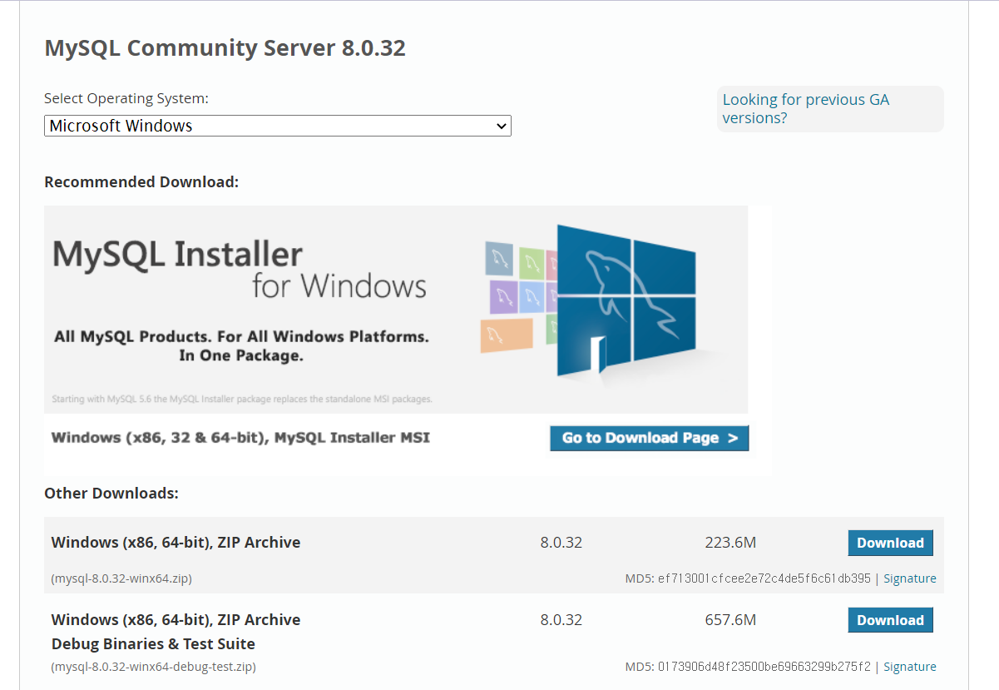 MySQL Community Server 8.0.32
Select Operating System:
Microsoft Windows
Looking for previous GA
versions?
Recommended Download:
MySQL Installer
for Windows
All MySQL Products. For All Windows Platforms.
In One Package.
Starting with MySQL 5.6 the MySQL Installer package replaces the standalone MSI packages.
Windows (x86, 32 & 64-bit), MySQL Installer MSI
Go to Download Page >
Other Downloads:
Windows (x86, 64-bit), ZIP Archive 8.0.32 223.6M Download
(mysql-8.0.32-winx64.zip) MD5: ef713001cfcee2e72c4de5f6c61db395 | Signature
Windows (x86, 64-bit), ZIP Archive 8.0.32 657.6M Download
Debug Binaries & Test Suite
(mysql-8.0.32-winx64-debug-test.zip) MD5: 0173906d48f23500be69663299b275f2 | Signature